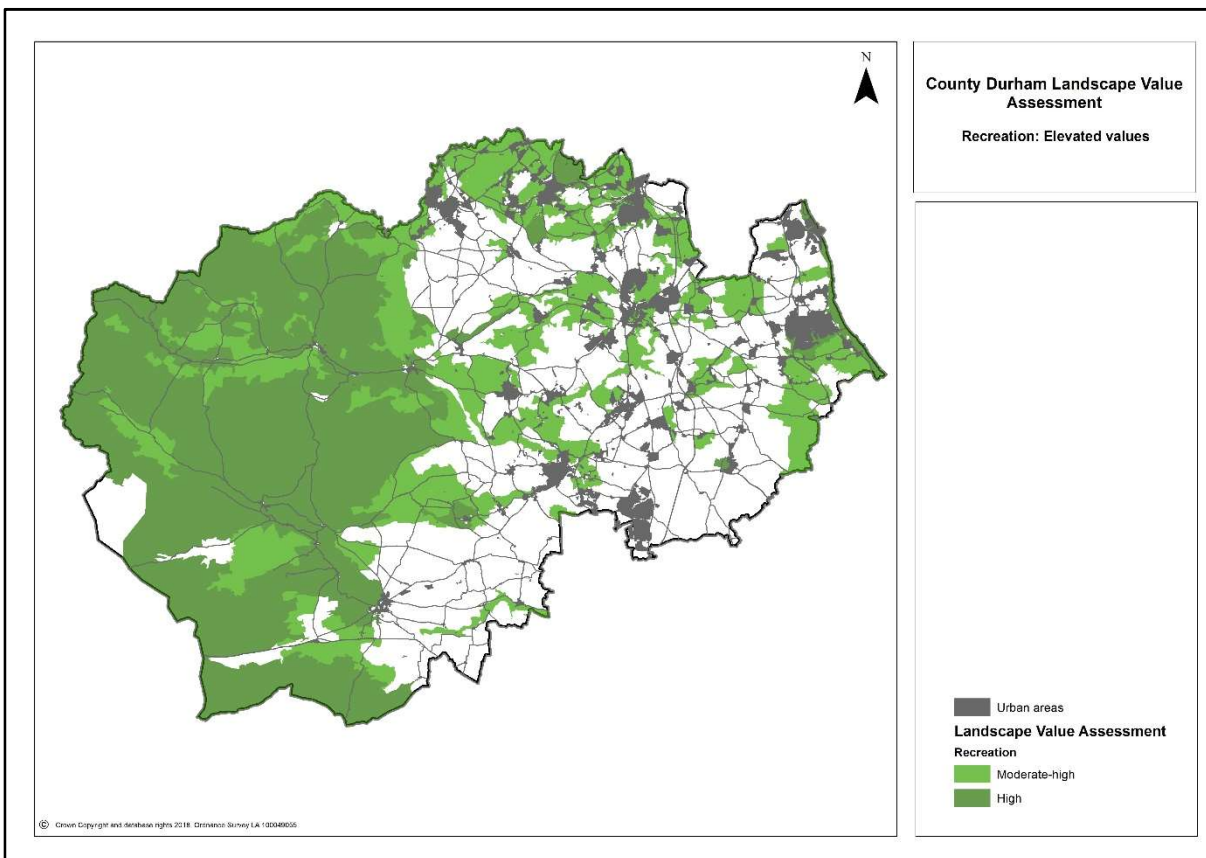 N
County Durham Landscape Value
Assessment
Recreation: Elevated values
Urban areas
Landscape Value Assessment
Recreation
Moderate-high
High
© Crown Copyright and database rights 2018. Ordnance Survey LA 100049055